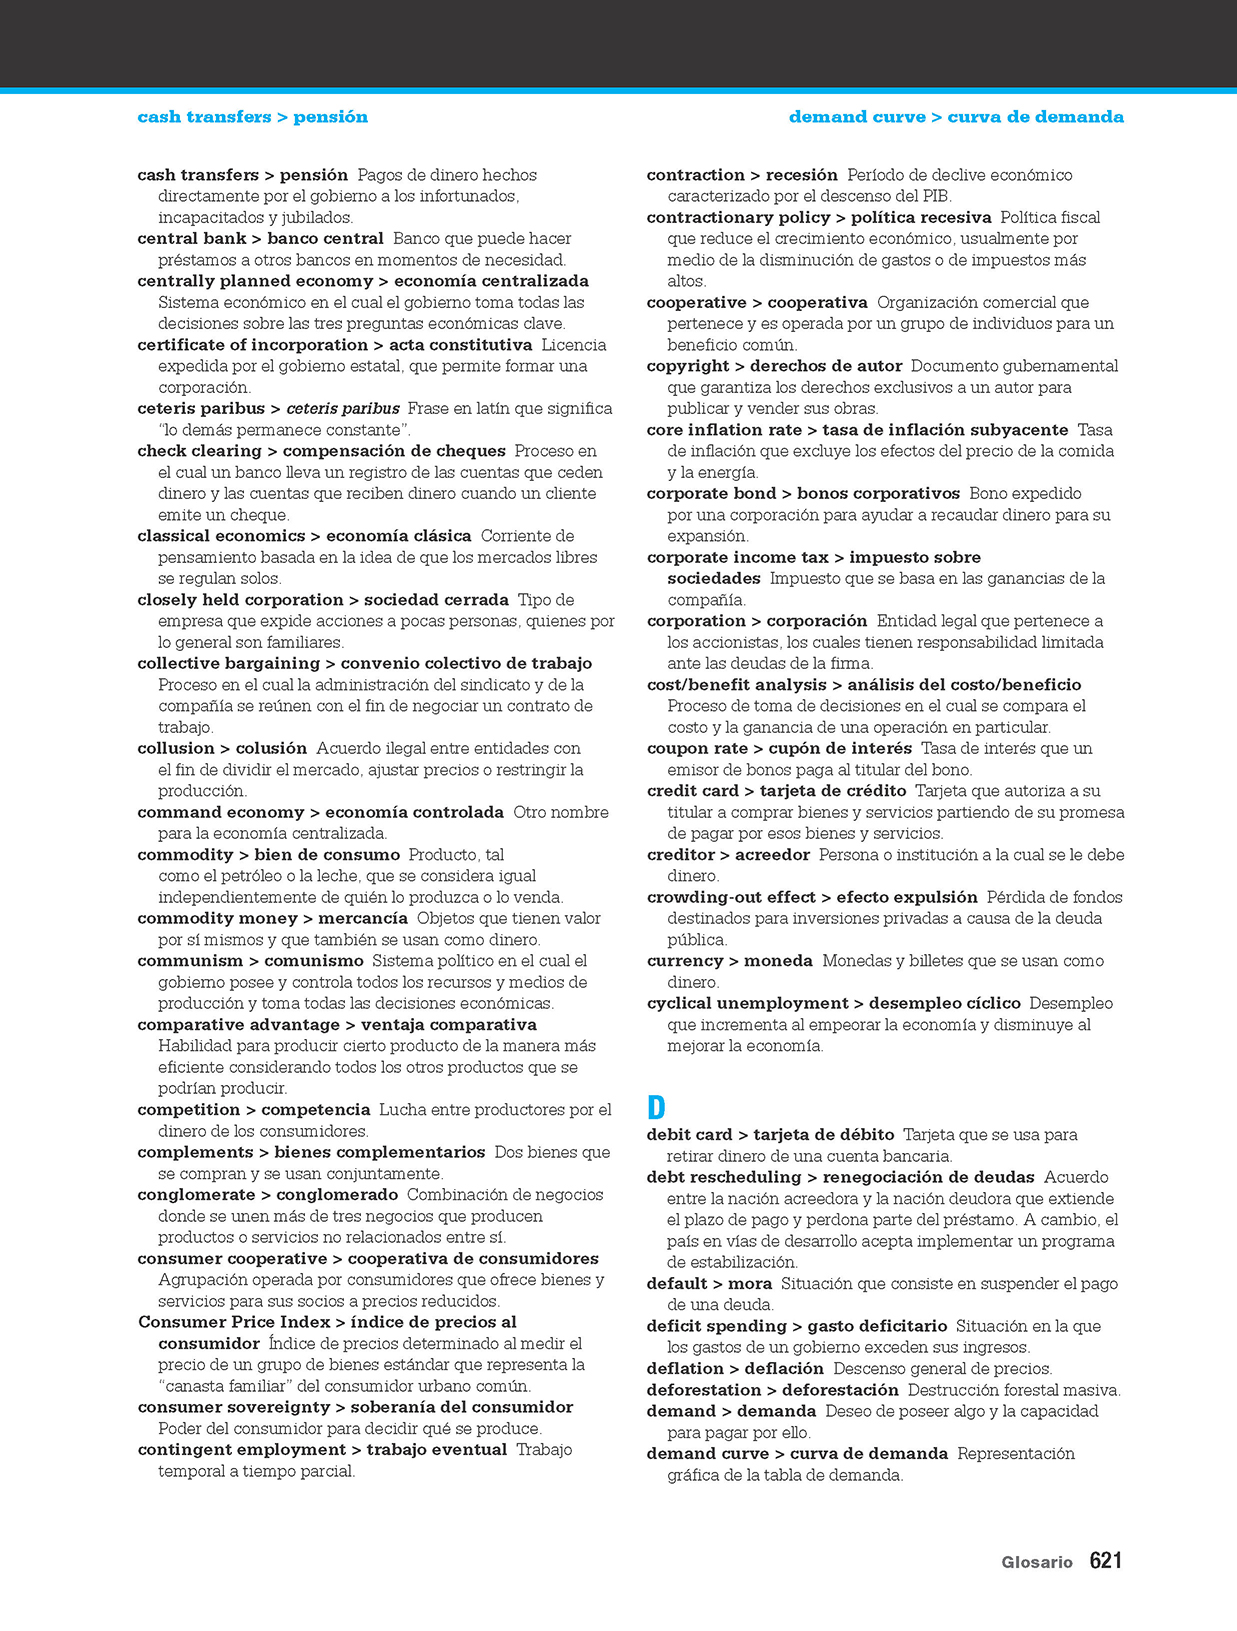 cash transfers > pensión
demand curve > curva de demanda
cash transfers > pensión Pagos de dinero hechos
directamente por el gobierno a los infortunados,
incapacitados y jubilados.
central bank > banco central Banco que puede hacer
préstamos a otros bancos en momentos de necesidad.
centrally planned economy > economía centralizada
Sistema económico en el cual el gobierno toma todas las
decisiones sobre las tres preguntas económicas clave.
certificate of incorporation > acta constitutiva Licencia
expedida por el gobierno estatal, que permite formar una
corporación.
ceteris paribus > ceteris paribus Frase en latín que significa
“lo demás permanece constante”.
check clearing > compensación de cheques Proceso en
el cual un banco lleva un registro de las cuentas que ceden
dinero y las cuentas que reciben dinero cuando un cliente
emite un cheque.
classical economics > economía clásica Corriente de
pensamiento basada en la idea de que los mercados libres
se regulan solos.
closely held corporation > sociedad cerrada Tipo de
empresa que expide acciones a pocas personas, quienes por
lo general son familiares.
collective bargaining > convenio colectivo de trabajo
Proceso en el cual la administración del sindicato y de la
compañía se reúnen con el fin de negociar un contrato de
trabajo.
collusion > colusión Acuerdo ilegal entre entidades con
el fin de dividir el mercado, ajustar precios o restringir la
producción.
command economy > economía controlada Otro nombre
para la economía centralizada.
commodity > bien de consumo Producto, tal
como el petróleo o la leche, que se considera igual
independientemente de quién lo produzca o lo venda.
commodity money > mercancía Objetos que tienen valor
por sí mismos y que también se usan como dinero.
communism > comunismo Sistema político en el cual el
gobierno posee y controla todos los recursos y medios de
producción y toma todas las decisiones económicas.
comparative advantage > ventaja comparativa
Habilidad para producir cierto producto de la manera más
eficiente considerando todos los otros productos que se
podrían producir.
competition > competencia Lucha entre productores por el
dinero de los consumidores.
complements > bienes complementarios Dos bienes que
se compran y se usan conjuntamente.
conglomerate > conglomerado Combinación de negocios
donde se unen más de tres negocios que producen
productos o servicios no relacionados entre sí.
consumer cooperative > cooperativa de consumidores
Agrupación operada por consumidores que ofrece bienes y
servicios para sus socios a precios reducidos.
Consumer Price Index > índice de precios al
consumidor Índice de precios determinado al medir el
precio de un grupo de bienes estándar que representa la
“canasta familiar” del consumidor urbano común.
consumer sovereignty > soberanía del consumidor
Poder del consumidor para decidir qué se produce.
contingent employment > trabajo eventual Trabajo
temporal a tiempo parcial.
contraction > recesión Período de declive económico
caracterizado por el descenso del PIB.
contractionary policy > política recesiva Política fiscal
que reduce el crecimiento económico, usualmente por
medio de la disminución de gastos o de impuestos más
altos.
cooperative > cooperativa Organización comercial que
pertenece y es operada por un grupo de individuos para un
beneficio común.
copyright > derechos de autor Documento gubernamental
que garantiza los derechos exclusivos a un autor para
publicar y vender sus obras.
core inflation rate > tasa de inflación subyacente Tasa
de inflación que excluye los efectos del precio de la comida
y la energía.
corporate bond > bonos corporativos Bono expedido
por una corporación para ayudar a recaudar dinero para su
expansión.
corporate income tax > impuesto sobre
sociedades Impuesto que se basa en las ganancias de la
compañía.
corporation > corporación Entidad legal que pertenece a
los accionistas, los cuales tienen responsabilidad limitada
ante las deudas de la firma.
cost/benefit analysis > análisis del costo/beneficio
Proceso de toma de decisiones en el cual se compara el
costo y la ganancia de una operación en particular.
coupon rate > cupón de interés Tasa de interés que un
emisor de bonos paga al titular del bono.
credit card > tarjeta de crédito Tarjeta que autoriza a su
titular a comprar bienes y servicios partiendo de su promesa
de pagar por esos bienes y servicios.
creditor > acreedor Persona o institución a la cual se le debe
dinero.
crowding-out effect > efecto expulsión Pérdida de fondos
destinados para inversiones privadas a causa de la deuda
pública.
currency > moneda Monedas y billetes que se usan como
dinero.
cyclical unemployment > desempleo cíclico Desempleo
que incrementa al empeorar la economía y disminuye al
mejorar la economía.
D
debit card > tarjeta de débito Tarjeta que se usa para
retirar dinero de una cuenta bancaria.
debt rescheduling > renegociación de deudas Acuerdo
entre la nación acreedora y la nación deudora que extiende
el plazo de pago y perdona parte del préstamo. A cambio, el
país en vías de desarrollo acepta implementar un programa
de estabilización.
default > mora Situación que consiste en suspender el pago
de una deuda.
deficit spending > gasto deficitario Situación en la que
los gastos de un gobierno exceden sus ingresos.
deflation > deflación Descenso general de precios.
deforestation > deforestación Destrucción forestal masiva.
demand > demanda Deseo de poseer algo y la capacidad
para pagar por ello.
demand curve > curva de demanda Representación
gráfica de la tabla de demanda.
Glosario 621